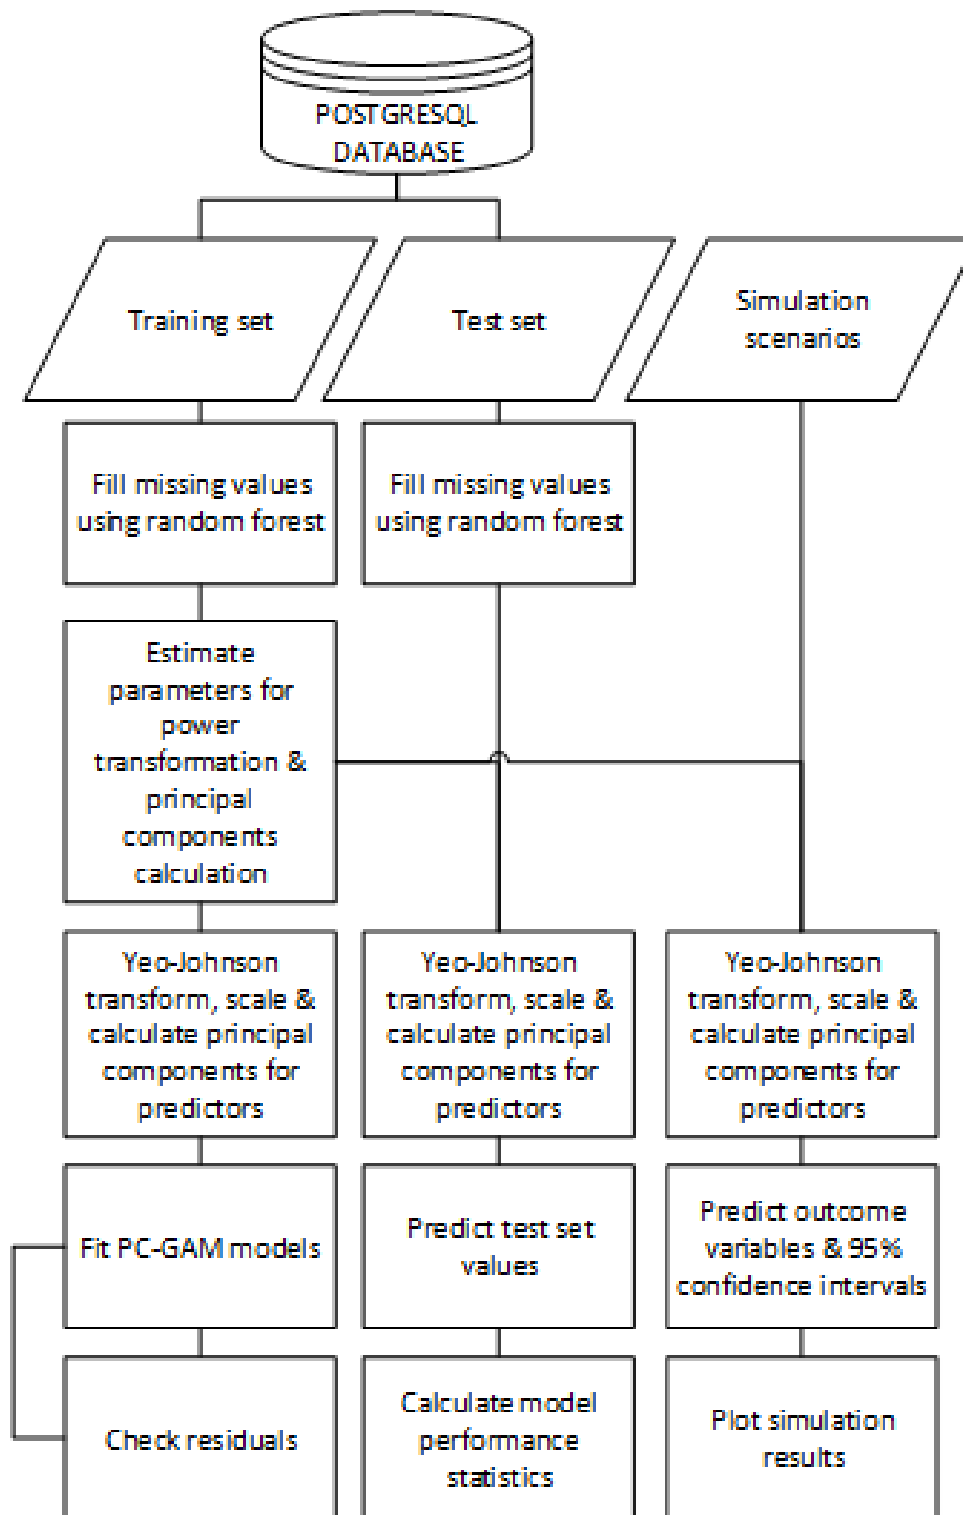 POSTGRESQL
DATABASE
Training set
Test set
Simulation
scenarios
Fill missing values
using random forest
Fill missing values
using random forest
Estimate
parameters for
power
transformation &
principal
components
calculation
Yeo-Johnson
transform, scale &
calculate principal
components for
predictors
Yeo-Johnson
transform, scale &
calculate principal
components for
predictors
Yeo-Johnson
transform, scale &
calculate principal
components for
predictors
Fit PC-GAM models
Predict test set
values
Predict outcome
variables & 95%
confidence intervals
Check residuals
Calculate model
performance
statistics
Plot simulation
results